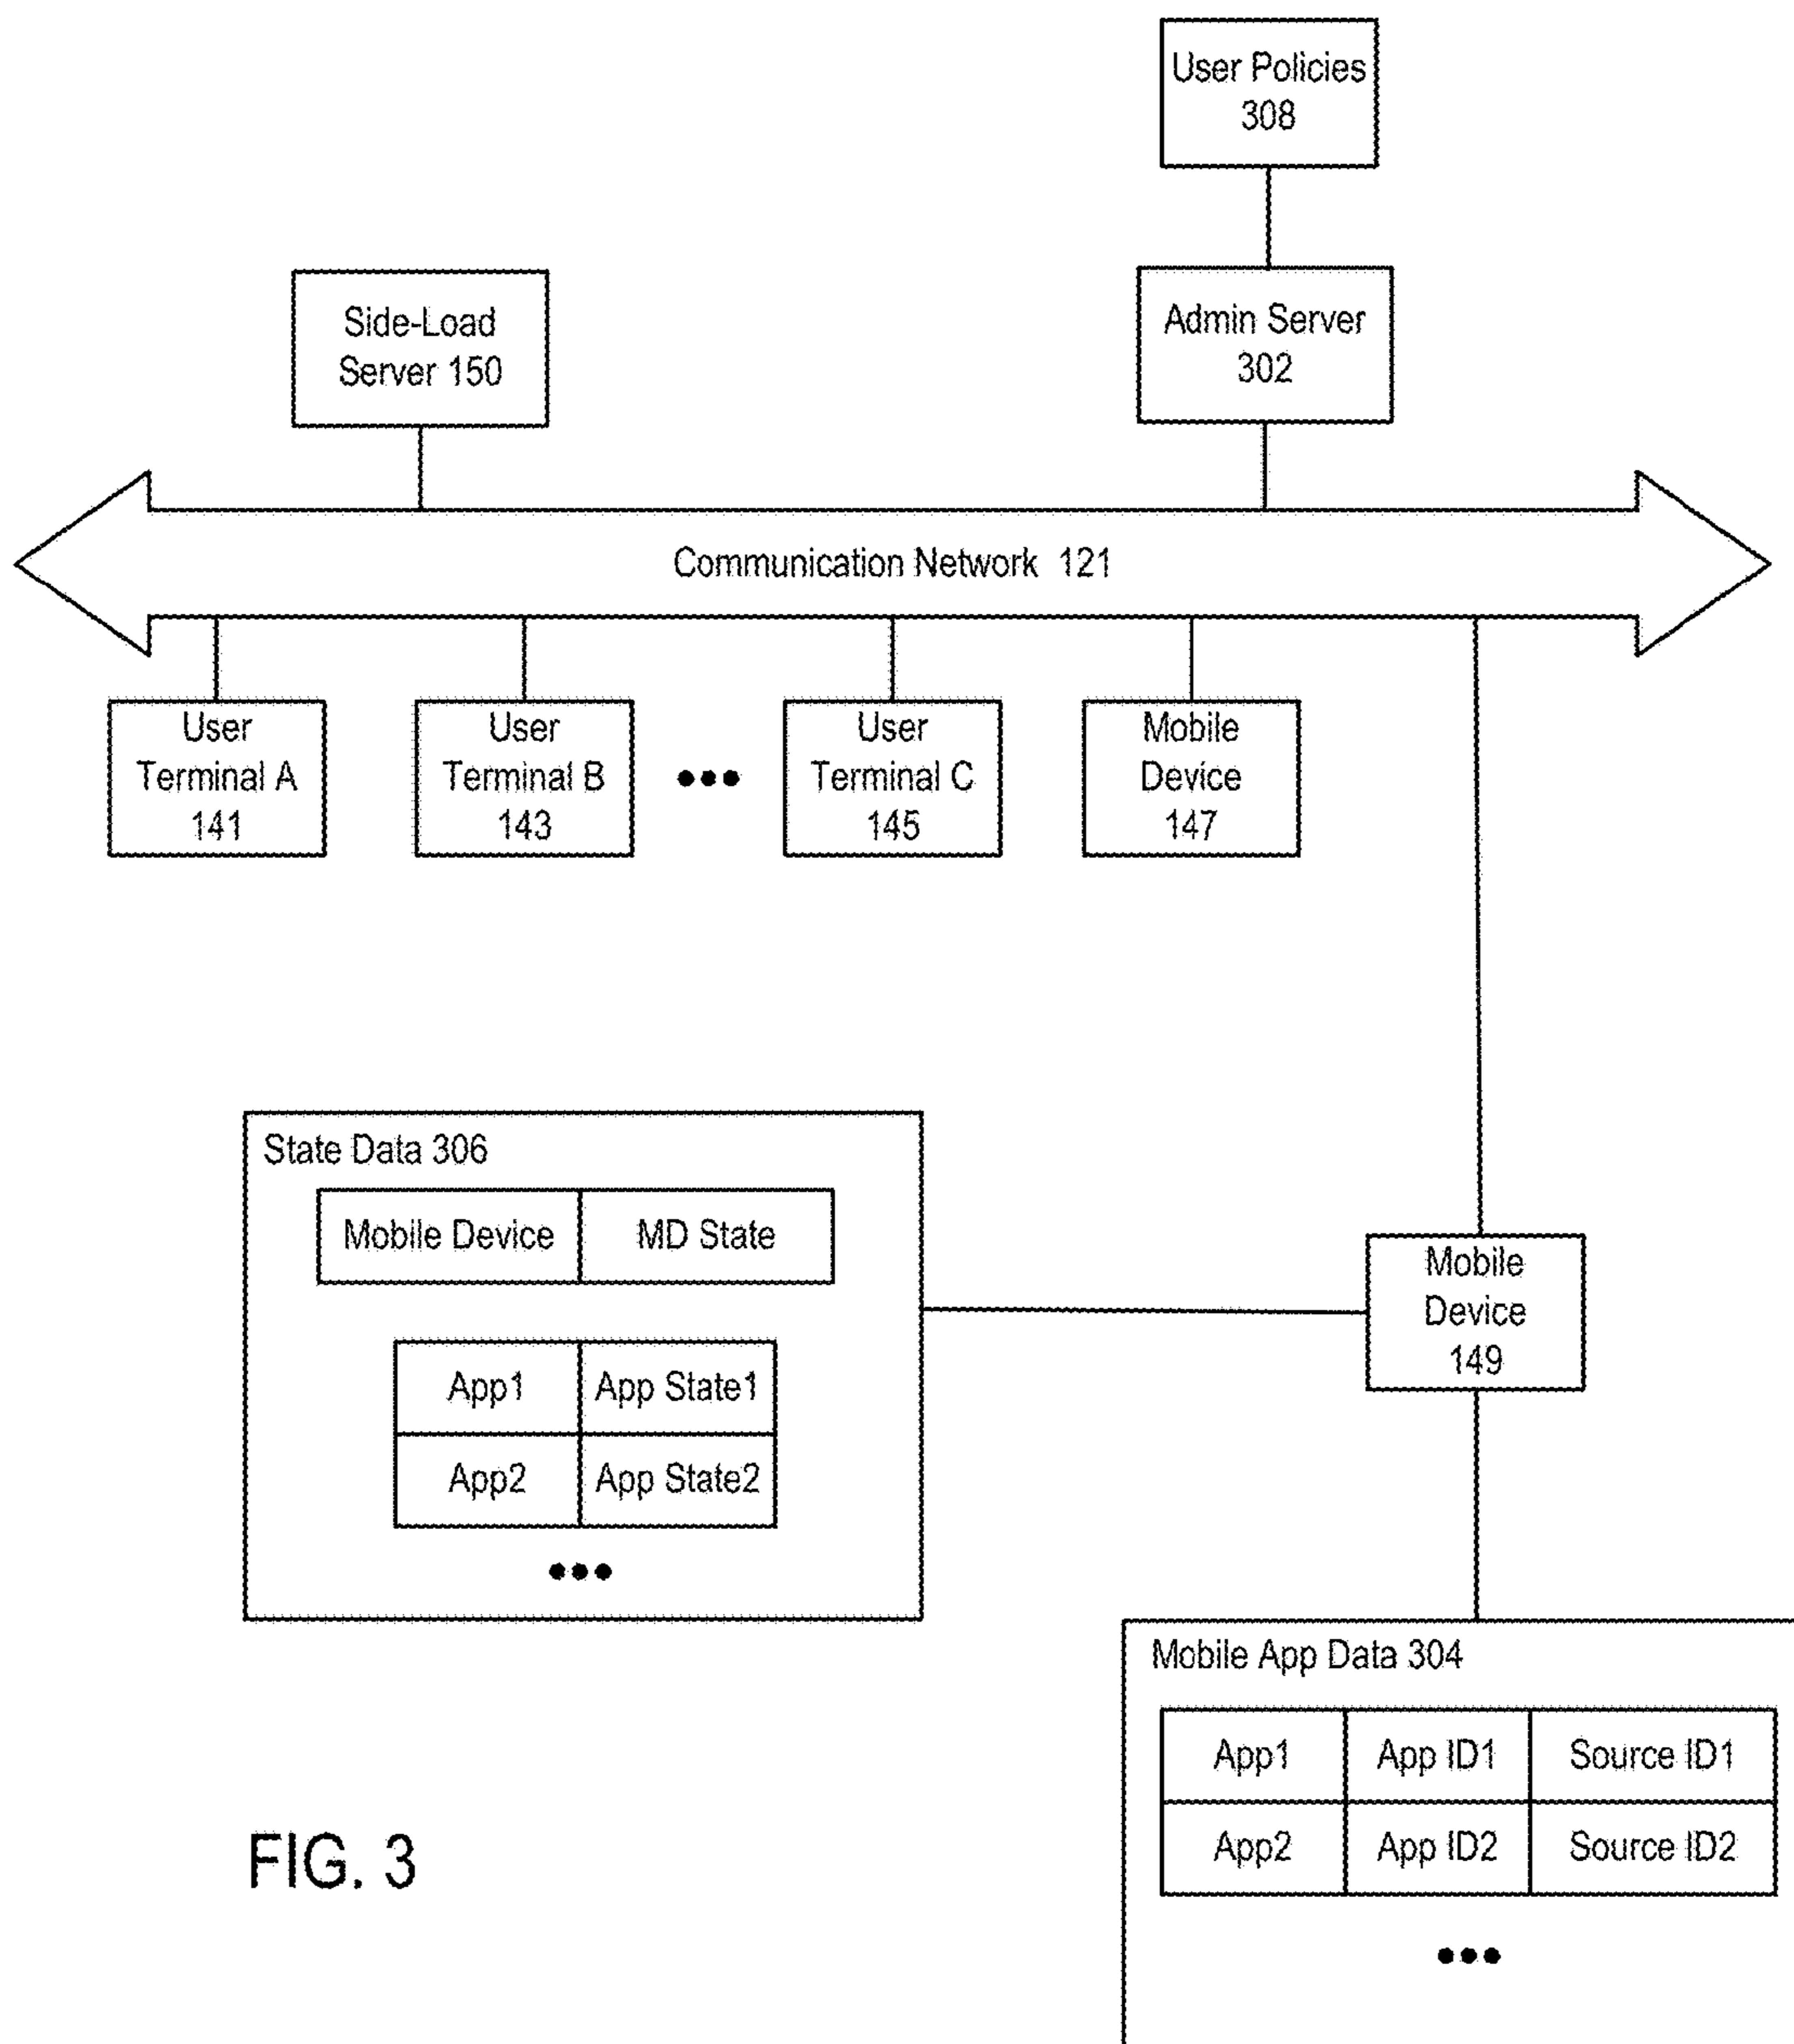 User Policies
308
Side-Load
Server 150
Admin Server
302
Communication Network 121
User
Terminal A
141
User
Terminal B
143
•••
User
Terminal C
145
Mobile
Device
147
State Data 306
Mobile Device MD State
App1 App State1
App2 App State2
•••
Mobile
Device
149
Mobile App Data 304
App1 App ID1 Source ID1
App2 App ID2 Source ID2
•••
FIG. 3